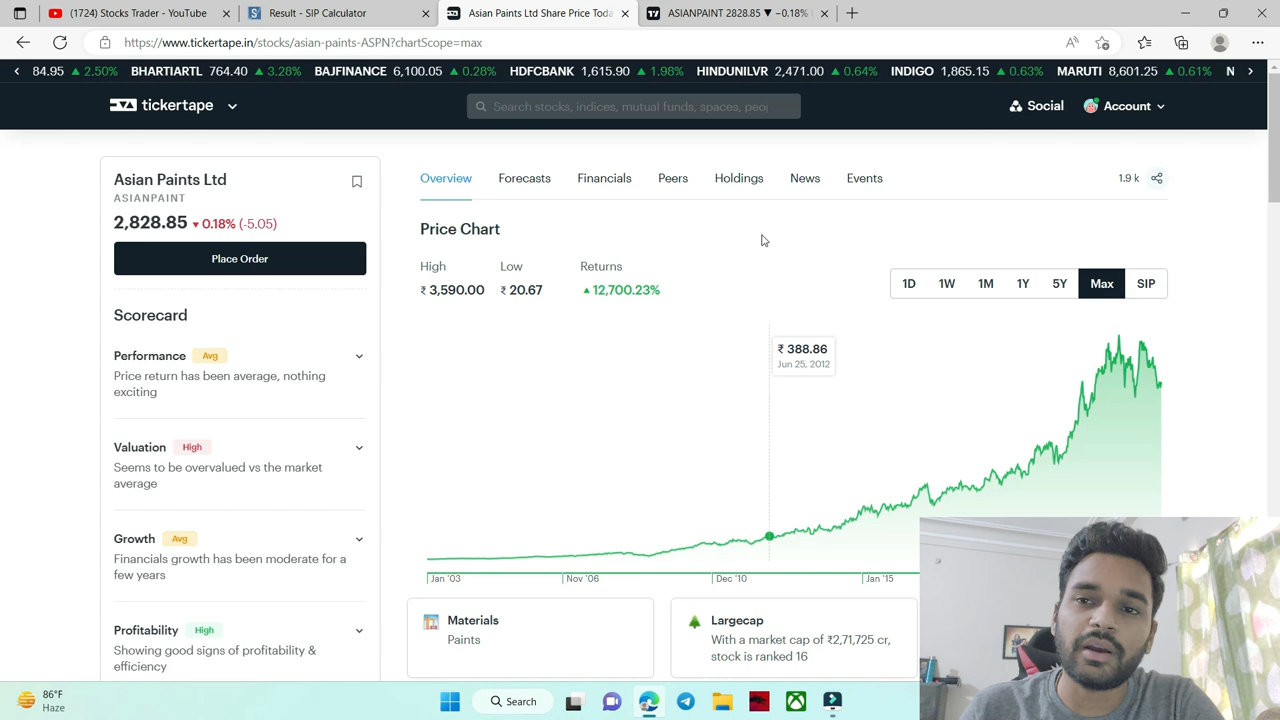 (1724) Stocks Trader - YouTube
Result - SIP Calculator
Asian Paints Ltd Share Price Toda
ASIANPAINT 2828.85 ▼ −0.18% U
https://www.tickertape.in/stocks/asian-paints-ASPN?chartScope=max
84.95 ▲ 2.50% BHARTIARTL 764.40 ▲ 3.28% BAJFINANCE 6,100.05 ▲ 0.28% HDFCBANK 1,615.90 ▲ 1.98% HINDUNILVR 2,471.00 ▲ 0.64% INDIGO 1,865.15 ▲ 0.63% MARUTI 8,601.25 ▲ 0.61% N
tickertape
Search stocks, indices, mutual funds, spaces, peo
Social
Account
Asian Paints Ltd
ASIANPAINT
2,828.85 ▼ 0.18% (-5.05)
Place Order
Scorecard
Performance Avg
Price return has been average, nothing
exciting
Valuation High
Seems to be overvalued vs the market
average
Growth Avg
Financials growth has been moderate for a
few years
Profitability High
Showing good signs of profitability &
efficiency
Overview Forecasts Financials Peers Holdings News Events
1.9 k
Price Chart
High Low Returns
₹ 3,590.00 ₹ 20.67 ▲ 12,700.23%
1D 1W 1M 1Y 5Y Max SIP
₹ 388.86
Jun 25, 2012
Jan '03 Nov '06 Dec '10 Jan '15
Materials
Paints
Largecap
With a market cap of ₹2,71,725 cr,
stock is ranked 16
86°F
Haze
Search